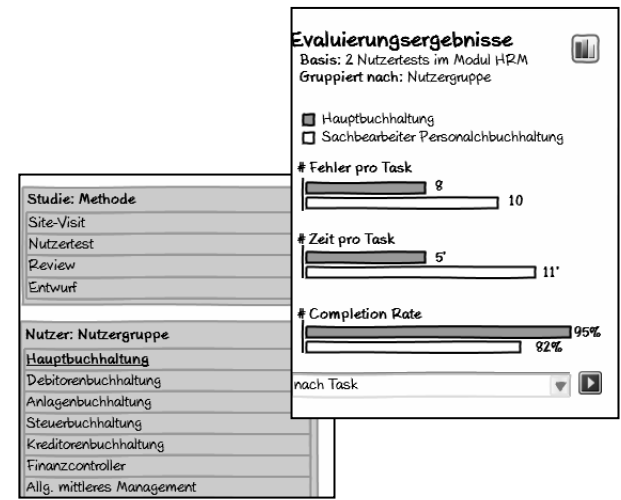 Evaluierungsergebnisse
Basis: 2 Nutzertests im Modul HRM
Gruppiert nach: Nutzergruppe
Hauptbuchhaltung
Sachbearbeiter Personalchbuchhaltung
# Fehler pro Task
8
10
# Zeit pro Task
5'
11'
# Completion Rate
95%
82%
nach Task
Studie: Methode
Site-Visit
Nutzertest
Review
Entwurf
Nutzer: Nutzergruppe
Hauptbuchhaltung
Debitorenbuchhaltung
Anlagenbuchhaltung
Steuerbuchhaltung
Kreditorenbuchhaltung
Finanzcontroller
Allg. mittleres Management